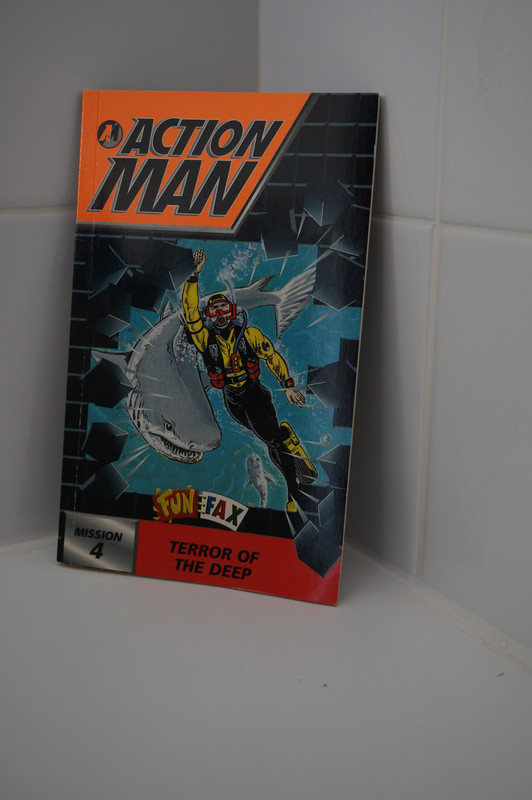 ACTION
MAN
FUN FAX
MISSION
4
TERROR OF
THE DEEP